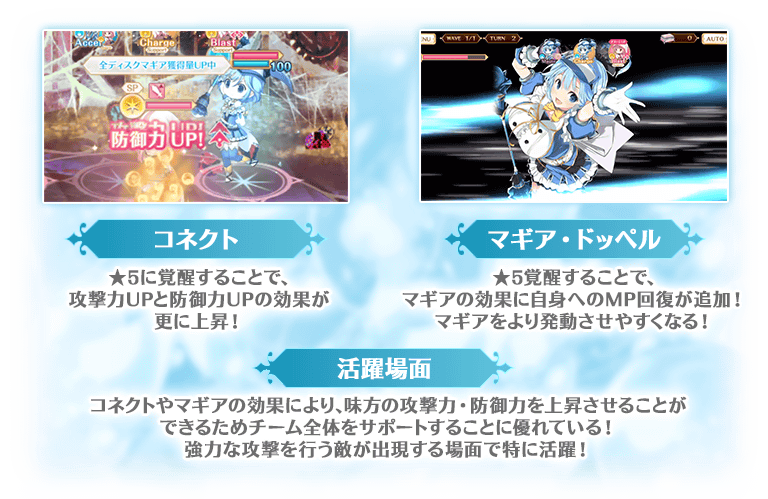 Accel
Charge
Blast
Support
Support
全ディスクマギア獲得量UP中
100
SP
防御力UP!
NU
WAVE 1/1
TURN 2
0
AUTO
コネクト
★5に覚醒することで、
攻撃力UPと防御力UPの効果が
更に上昇！
マギア・ドッペル
★5覚醒することで、
マギアの効果に自身へのMP回復が追加！
マギアをより発動させやすくなる！
活躍場面
コネクトやマギアの効果により、味方の攻撃力・防御力を上昇させることが
できるためチーム全体をサポートすることに優れている！
強力な攻撃を行う敵が出現する場面で特に活躍！